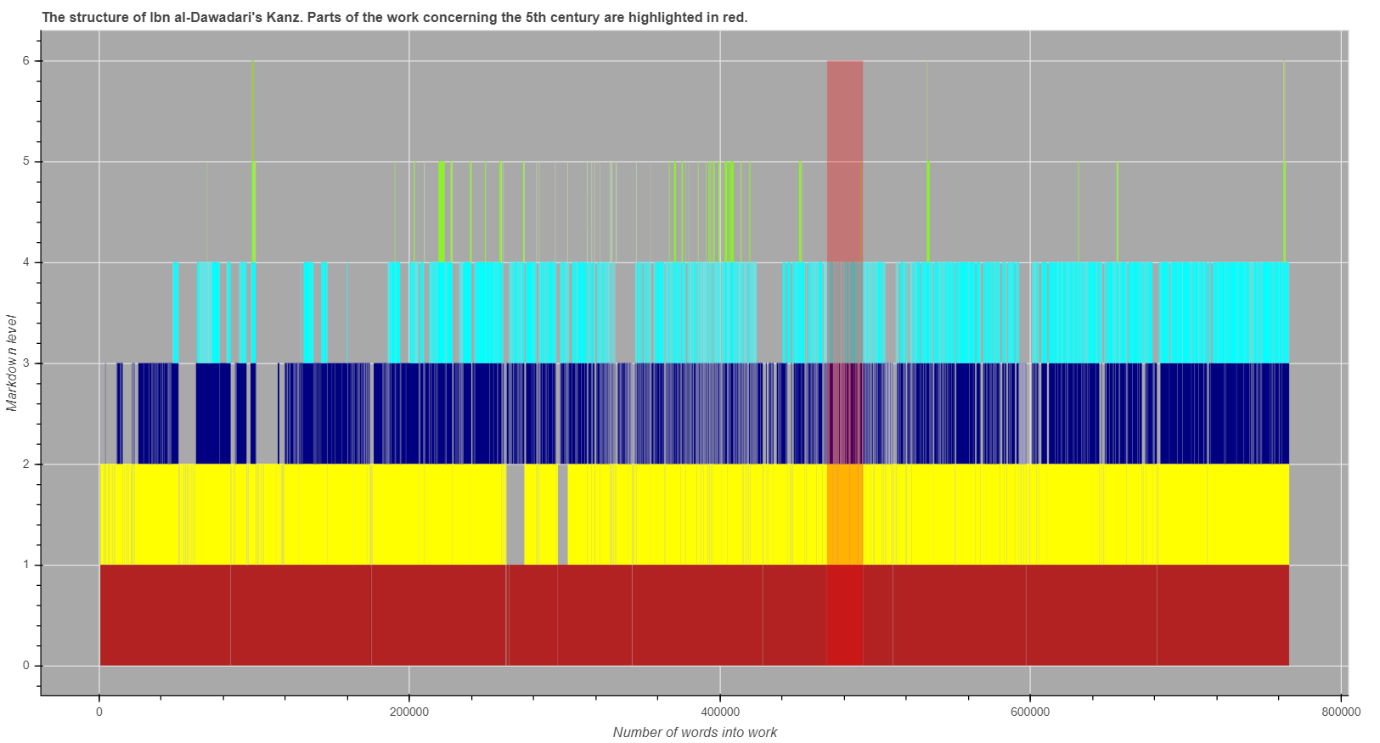 The structure of Ibn al-Dawadari's Kanz. Parts of the work concerning the 5th century are highlighted in red.
6
5
4
3
2
1
0
Markdown level
0 200000 400000 600000 800000
Number of words into work